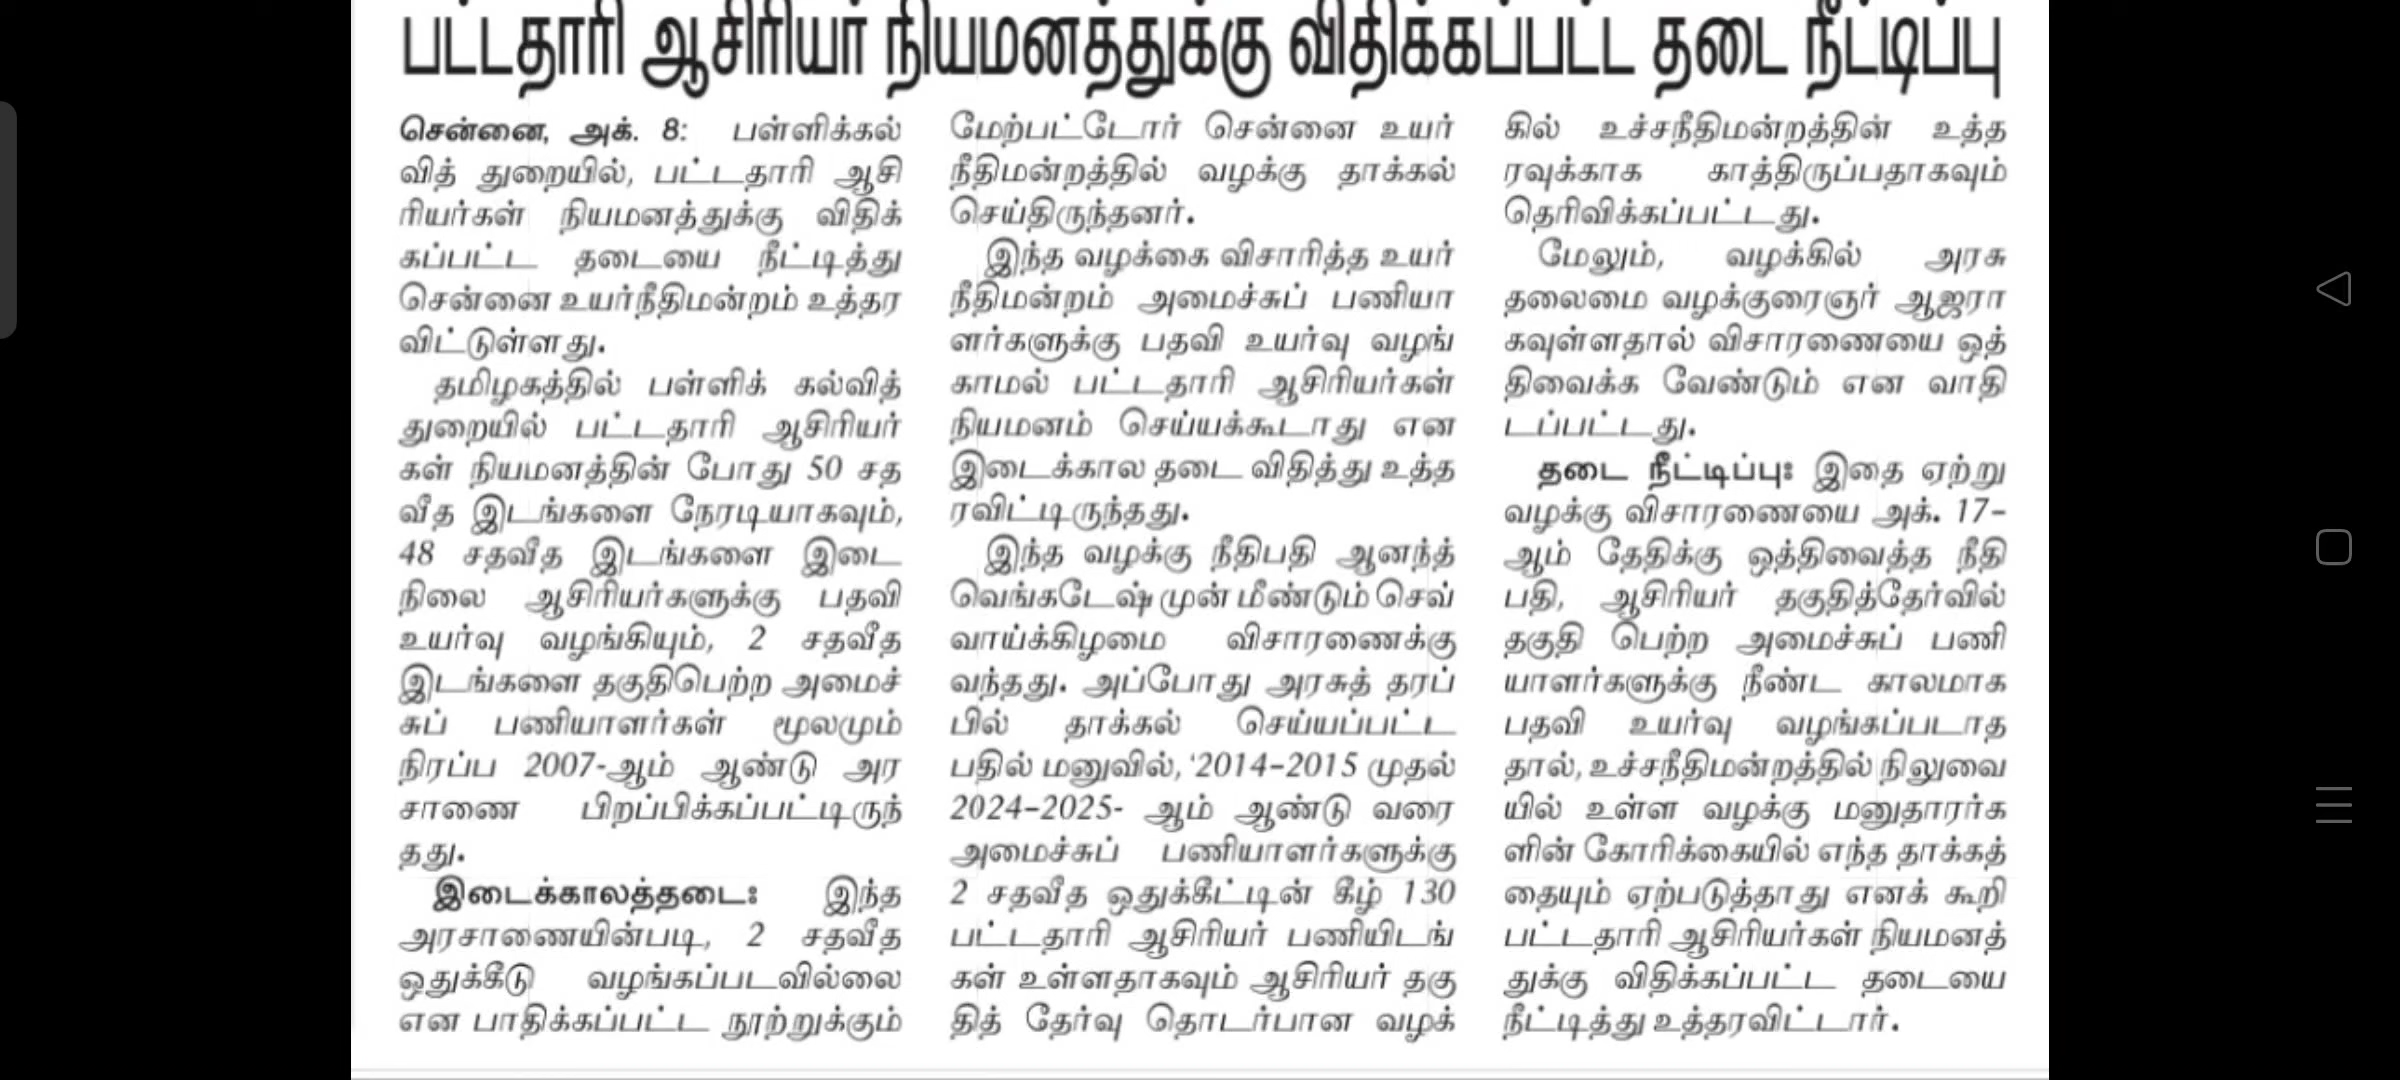 பட்டதாரி ஆசிரியர் நியமனத்துக்கு விதிக்கப்பட்ட தடை நீட்டிப்பு
சென்னை, அக். 8: பள்ளிக்கல்
வித் துறையில், பட்டதாரி ஆசி
ரியர்கள் நியமனத்துக்கு விதிக்
கப்பட்ட தடையை நீட்டித்து
சென்னை உயர்நீதிமன்றம் உத்தர
விட்டுள்ளது.
தமிழகத்தில் பள்ளிக் கல்வித்
துறையில் பட்டதாரி ஆசிரியர்
கள் நியமனத்தின் போது 50 சத
வீத இடங்களை நேரடியாகவும்,
48 சதவீத இடங்களை இடை
நிலை ஆசிரியர்களுக்கு பதவி
உயர்வு வழங்கியும், 2 சதவீத
இடங்களை தகுதிபெற்ற அமைச்
சுப் பணியாளர்கள் மூலமும்
நிரப்ப 2007-ஆம் ஆண்டு அர
சாணை பிறப்பிக்கப்பட்டிருந்
தது.
இடைக்காலத்தடை: இந்த
அரசாணையின்படி, 2 சதவீத
ஒதுக்கீடு வழங்கப்படவில்லை
என பாதிக்கப்பட்ட நூற்றுக்கும்
மேற்பட்டோர் சென்னை உயர்
நீதிமன்றத்தில் வழக்கு தாக்கல்
செய்திருந்தனர்.
இந்த வழக்கை விசாரித்த உயர்
நீதிமன்றம் அமைச்சுப் பணியா
ளர்களுக்கு பதவி உயர்வு வழங்
காமல் பட்டதாரி ஆசிரியர்கள்
நியமனம் செய்யக்கூடாது என
இடைக்கால தடை விதித்து உத்த
ரவிட்டிருந்தது.
இந்த வழக்கு நீதிபதி ஆனந்த்
வெங்கடேஷ் முன் மீண்டும் செவ்
வாய்க்கிழமை விசாரணைக்கு
வந்தது. அப்போது அரசுத் தரப்
பில் தாக்கல் செய்யப்பட்ட
பதில் மனுவில், '2014-2015 முதல்
2024-2025- ஆம் ஆண்டு வரை
அமைச்சுப் பணியாளர்களுக்கு
2 சதவீத ஒதுக்கீட்டின் கீழ் 130
பட்டதாரி ஆசிரியர் பணியிடங்
கள் உள்ளதாகவும் ஆசிரியர் தகு
தித் தேர்வு தொடர்பான வழக்
கில் உச்சநீதிமன்றத்தின் உத்த
ரவுக்காக காத்திருப்பதாகவும்
தெரிவிக்கப்பட்டது.
மேலும், வழக்கில் அரசு
தலைமை வழக்குரைஞர் ஆஜரா
கவுள்ளதால் விசாரணையை ஒத்
திவைக்க வேண்டும் என வாதி
டப்பட்டது.
தடை நீட்டிப்பு: இதை ஏற்று
வழக்கு விசாரணையை அக். 17-
ஆம் தேதிக்கு ஒத்திவைத்த நீதி
பதி, ஆசிரியர் தகுதித்தேர்வில்
தகுதி பெற்ற அமைச்சுப் பணி
யாளர்களுக்கு நீண்ட காலமாக
பதவி உயர்வு வழங்கப்படாத
தால், உச்சநீதிமன்றத்தில் நிலுவை
யில் உள்ள வழக்கு மனுதாரர்க
ளின் கோரிக்கையில் எந்த தாக்கத்
தையும் ஏற்படுத்தாது எனக் கூறி
பட்டதாரி ஆசிரியர்கள் நியமனத்
துக்கு விதிக்கப்பட்ட தடையை
நீட்டித்து உத்தரவிட்டார்.